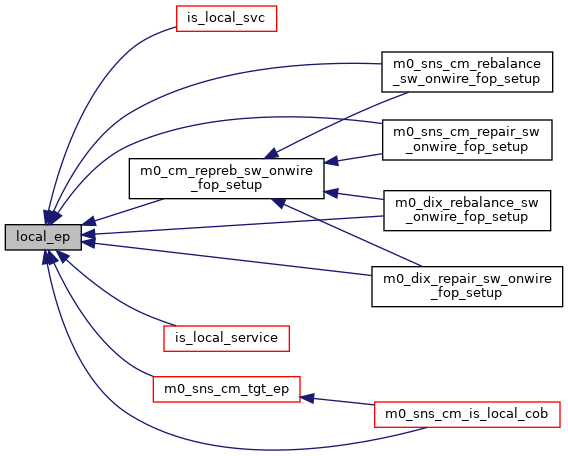 is_local_svc
m0_sns_cm_rebalance
_sw_onwire_fop_setup
m0_sns_cm_repair_sw
_onwire_fop_setup
m0_cm_repreb_sw_onwire
_fop_setup
m0_dix_rebalance_sw
_onwire_fop_setup
local_ep
m0_dix_repair_sw_onwire
_fop_setup
is_local_service
m0_sns_cm_tgt_ep
m0_sns_cm_is_local_cob